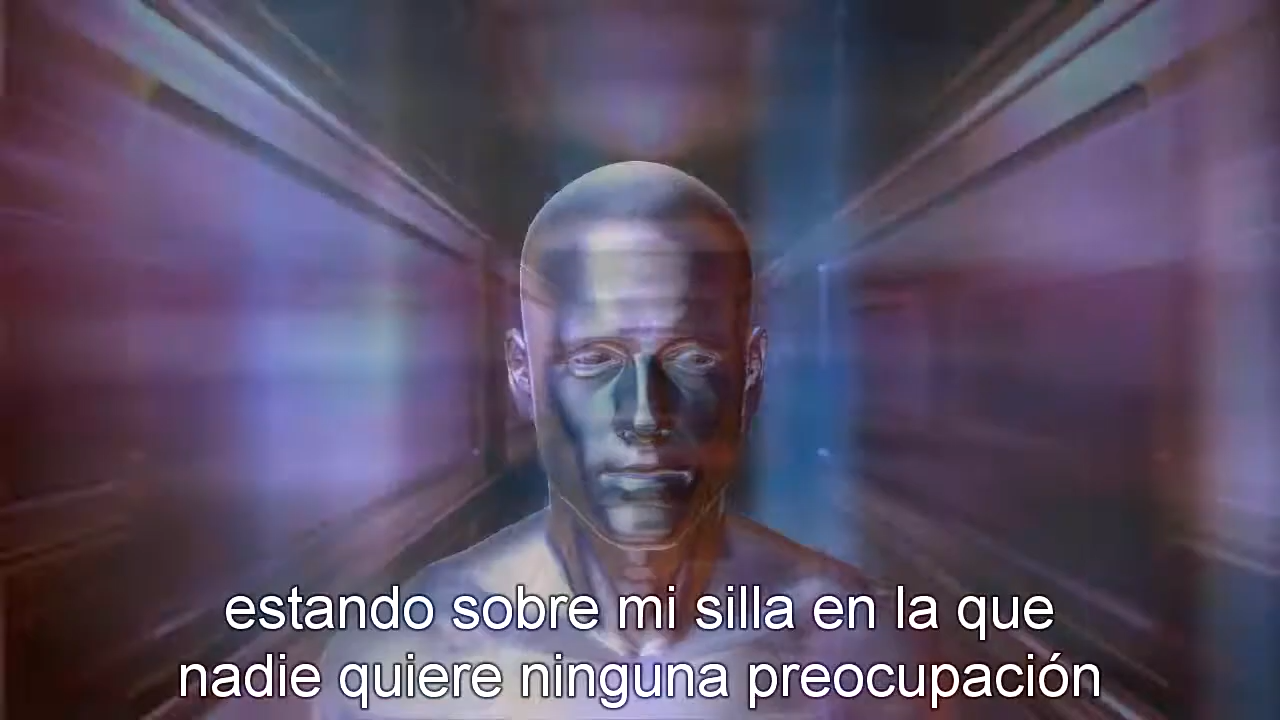 estando sobre mi silla en la que
nadie quiere ninguna preocupación